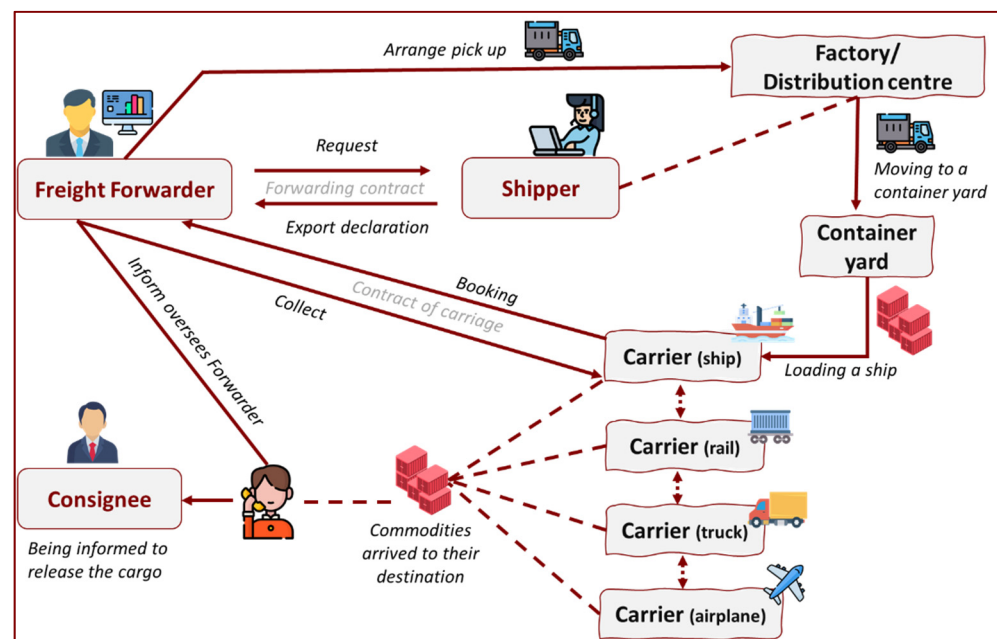 Arrange pick up
Factory/
Distribution centre
Request
Freight Forwarder
Forwarding contract
Shipper
Moving to a
container yard
Export declaration
Container
yard
Inform oversees Forwarder
Collect
Contract of carriage
Booking
Carrier (ship)
Loading a ship
Carrier (rail)
Consignee
Carrier (truck)
Being informed to
release the cargo
Commodities
arrived to their
destination
Carrier (airplane)